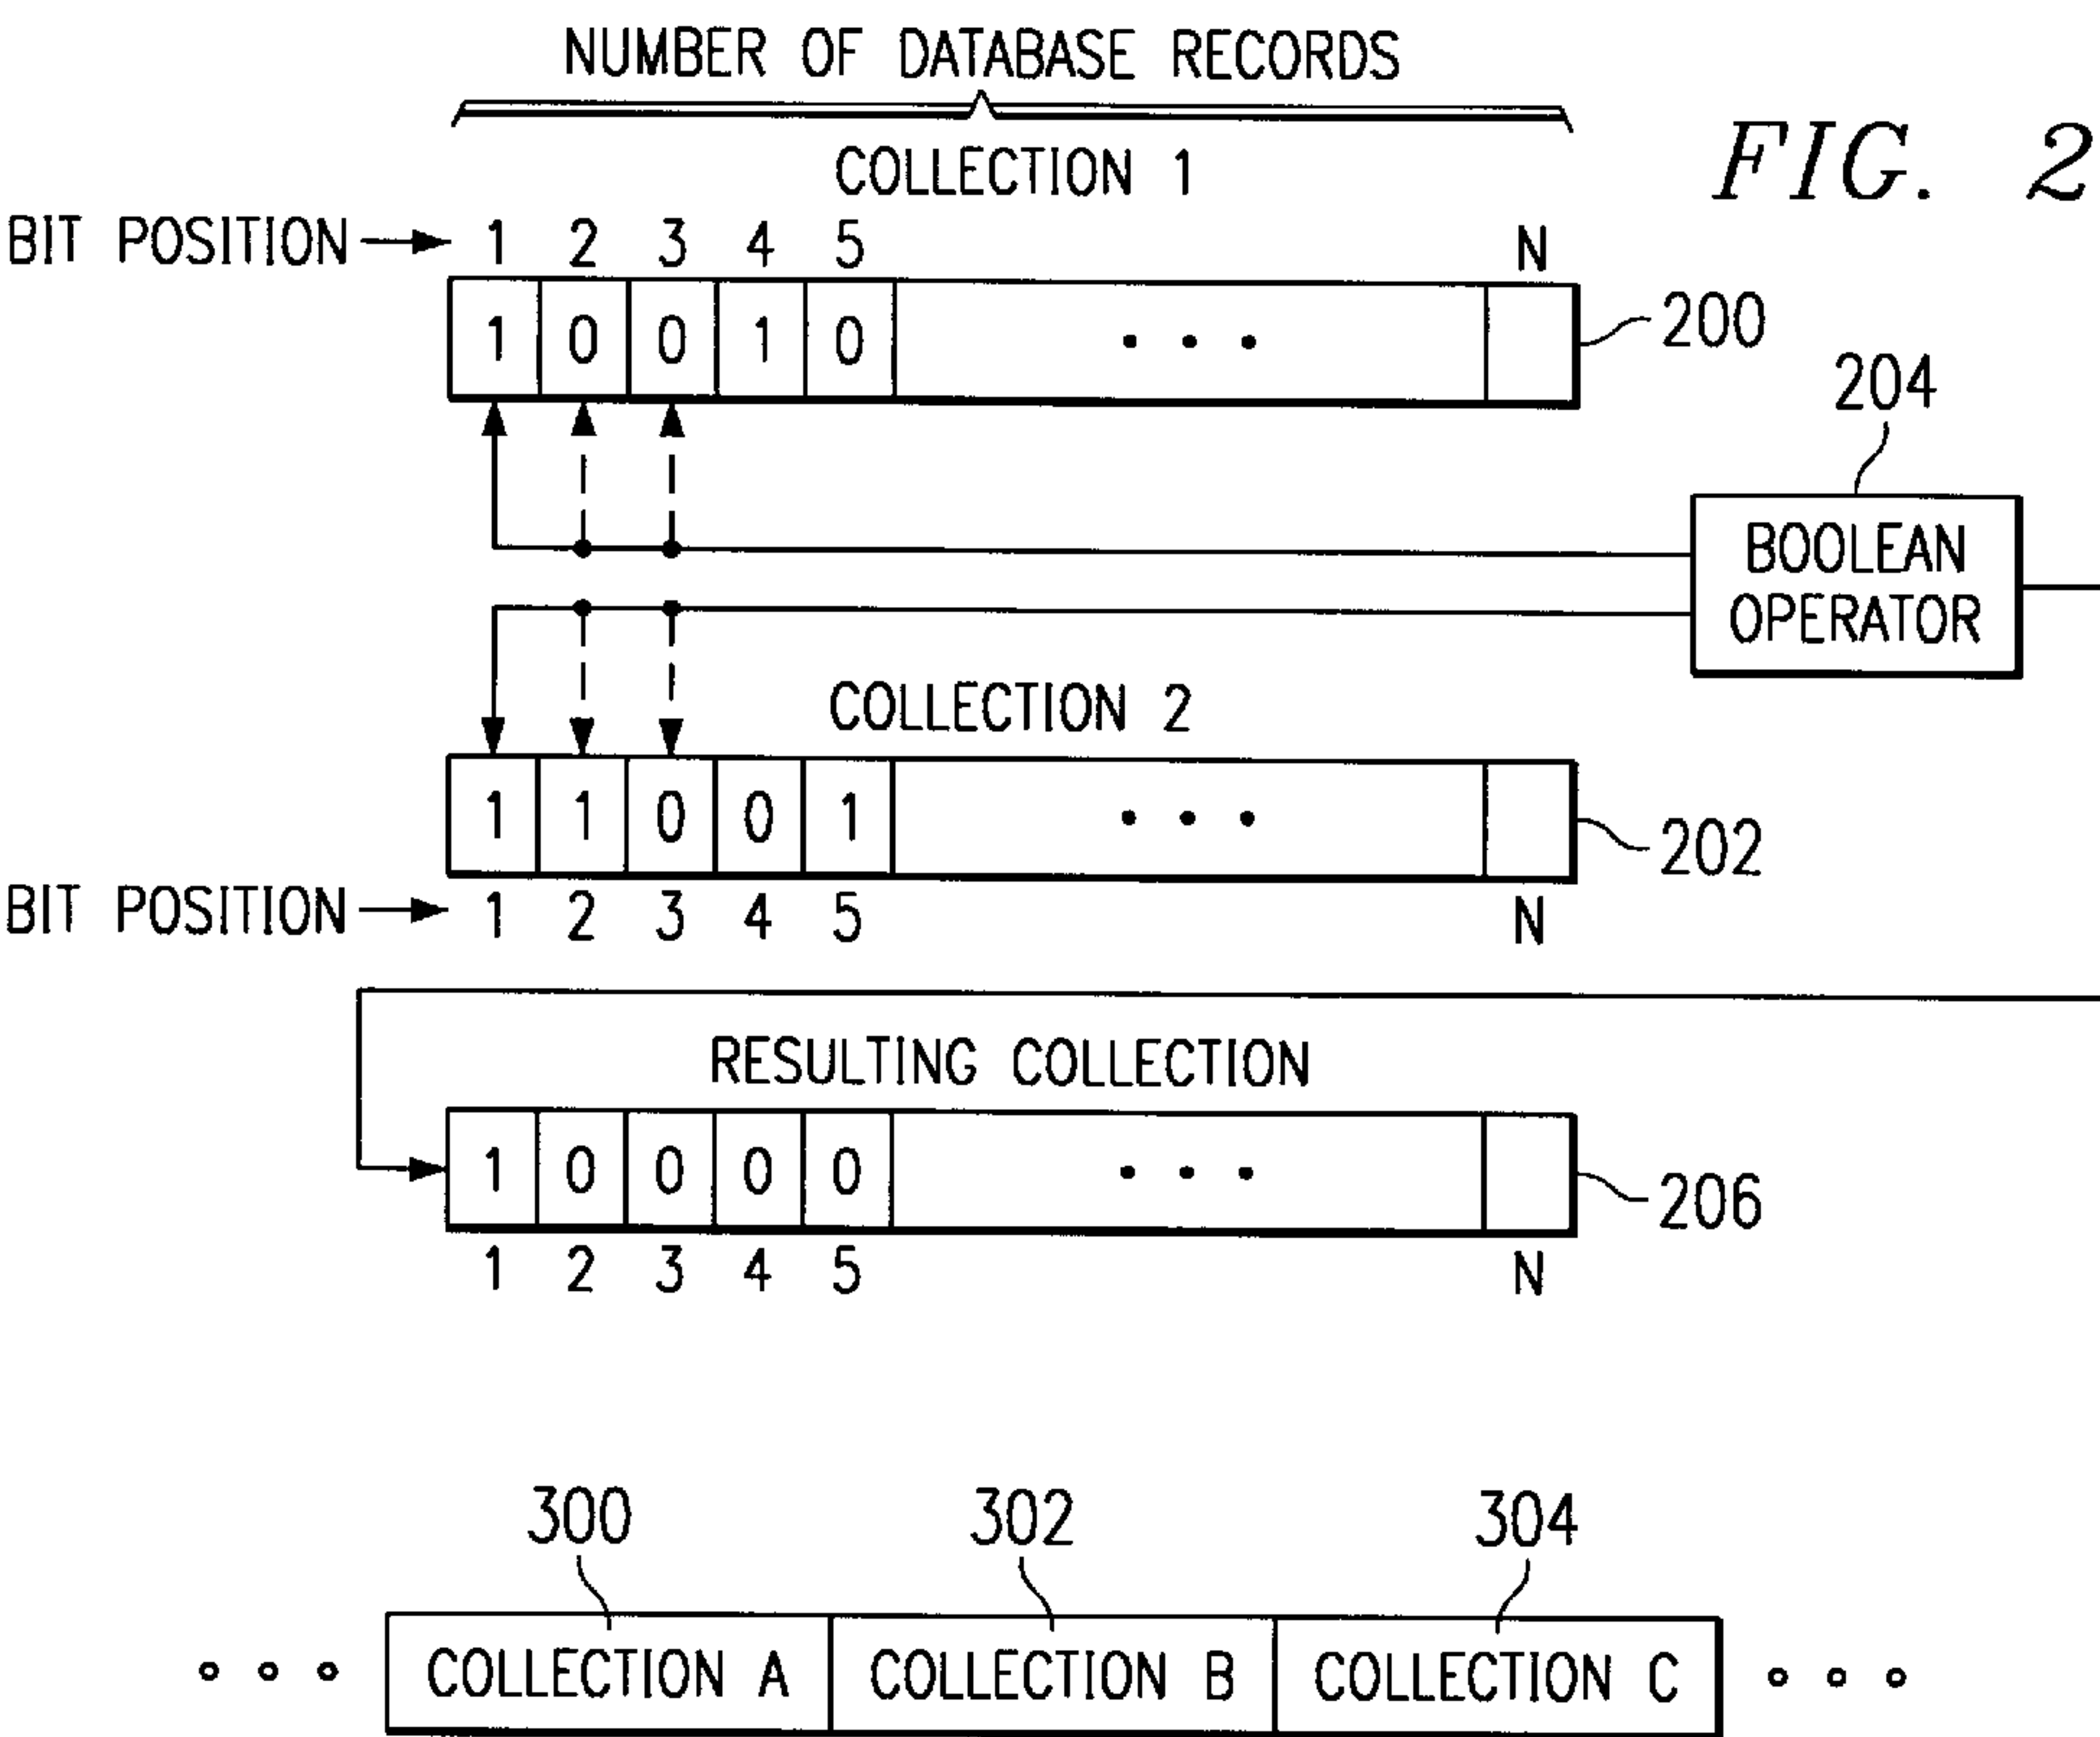 NUMBER OF DATABASE RECORDS
COLLECTION 1
FIG. 2
BIT POSITION 1 2 3 4 5 N
1 0 0 1 0 • • • 200
204
BOOLEAN
OPERATOR
COLLECTION 2
1 1 0 0 1 • • • 202
BIT POSITION 1 2 3 4 5 N
RESULTING COLLECTION
1 0 0 0 0 • • • 206
1 2 3 4 5 N
300 302 304
COLLECTION A COLLECTION B COLLECTION C